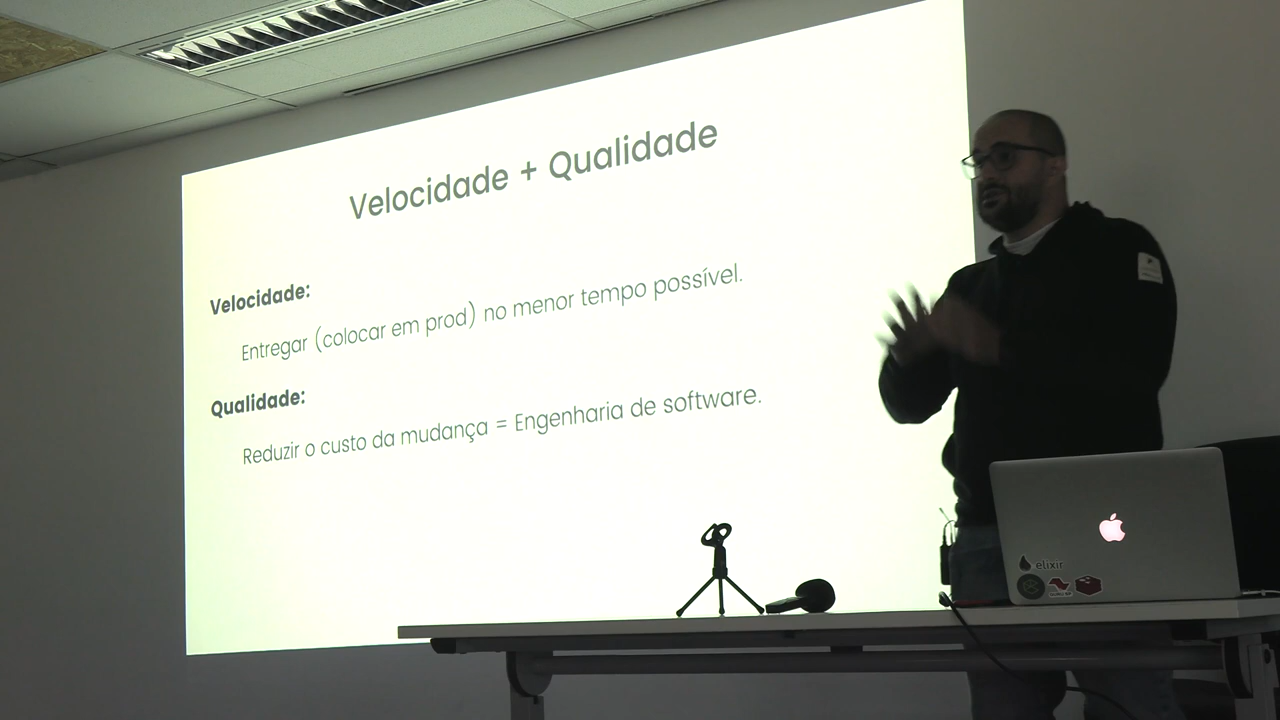 Velocidade + Qualidade
Velocidade:
Entregar (colocar em prod) no menor tempo possível.
Qualidade:
Reduzir o custo da mudança = Engenharia de software.
elixir